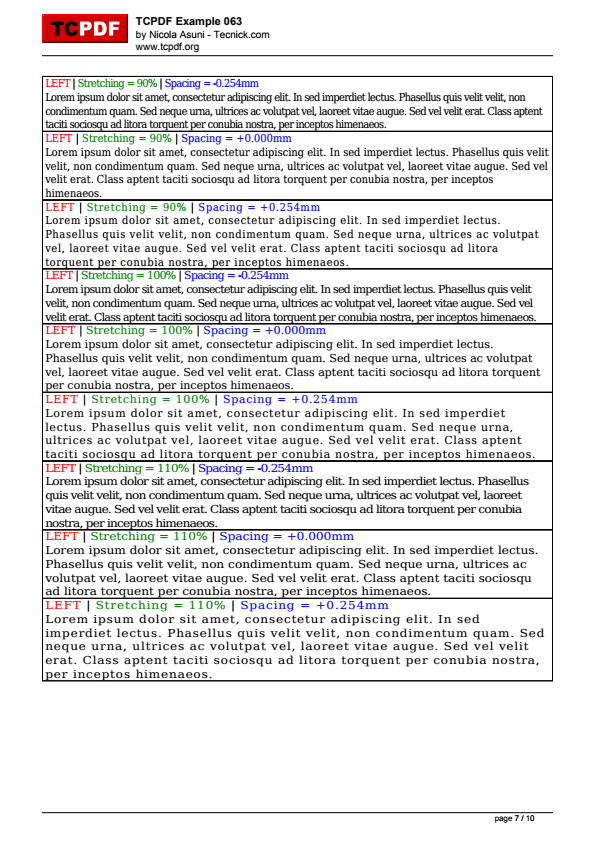 TCPDF
TCPDF Example 063
by Nicola Asuni - Tecnick.com
www.tcpdf.org
LEFT | Stretching = 90% | Spacing = -0.254mm
Lorem ipsum dolor sit amet, consectetur adipiscing elit. In sed imperdiet lectus. Phasellus quis velit velit, non
condimentum quam. Sed neque urna, ultrices ac volutpat vel, laoreet vitae augue. Sed vel velit erat. Class aptent
taciti sociosqu ad litora torquent per conubia nostra, per inceptos himenaeos.
LEFT | Stretching = 90% | Spacing = +0.000mm
Lorem ipsum dolor sit amet, consectetur adipiscing elit. In sed imperdiet lectus. Phasellus quis velit
velit, non condimentum quam. Sed neque urna, ultrices ac volutpat vel, laoreet vitae augue. Sed vel
velit erat. Class aptent taciti sociosqu ad litora torquent per conubia nostra, per inceptos
himenaeos.
LEFT | Stretching = 90% | Spacing = +0.254mm
Lorem ipsum dolor sit amet, consectetur adipiscing elit. In sed imperdiet lectus.
Phasellus quis velit velit, non condimentum quam. Sed neque urna, ultrices ac volutpat
vel, laoreet vitae augue. Sed vel velit erat. Class aptent taciti sociosqu ad litora
torquent per conubia nostra, per inceptos himenaeos.
LEFT | Stretching = 100% | Spacing = -0.254mm
Lorem ipsum dolor sit amet, consectetur adipiscing elit. In sed imperdiet lectus. Phasellus quis velit
velit, non condimentum quam. Sed neque urna, ultrices ac volutpat vel, laoreet vitae augue. Sed vel
velit erat. Class aptent taciti sociosqu ad litora torquent per conubia nostra, per inceptos himenaeos.
LEFT | Stretching = 100% | Spacing = +0.000mm
Lorem ipsum dolor sit amet, consectetur adipiscing elit. In sed imperdiet lectus.
Phasellus quis velit velit, non condimentum quam. Sed neque urna, ultrices ac volutpat
vel, laoreet vitae augue. Sed vel velit erat. Class aptent taciti sociosqu ad litora torquent
per conubia nostra, per inceptos himenaeos.
LEFT | Stretching = 100% | Spacing = +0.254mm
Lorem ipsum dolor sit amet, consectetur adipiscing elit. In sed imperdiet
lectus. Phasellus quis velit velit, non condimentum quam. Sed neque urna,
ultrices ac volutpat vel, laoreet vitae augue. Sed vel velit erat. Class aptent
taciti sociosqu ad litora torquent per conubia nostra, per inceptos himenaeos.
LEFT | Stretching = 110% | Spacing = -0.254mm
Lorem ipsum dolor sit amet, consectetur adipiscing elit. In sed imperdiet lectus. Phasellus
quis velit velit, non condimentum quam. Sed neque urna, ultrices ac volutpat vel, laoreet
vitae augue. Sed vel velit erat. Class aptent taciti sociosqu ad litora torquent per conubia
nostra, per inceptos himenaeos.
LEFT | Stretching = 110% | Spacing = +0.000mm
Lorem ipsum dolor sit amet, consectetur adipiscing elit. In sed imperdiet lectus.
Phasellus quis velit velit, non condimentum quam. Sed neque urna, ultrices ac
volutpat vel, laoreet vitae augue. Sed vel velit erat. Class aptent taciti sociosqu
ad litora torquent per conubia nostra, per inceptos himenaeos.
LEFT | Stretching = 110% | Spacing = +0.254mm
Lorem ipsum dolor sit amet, consectetur adipiscing elit. In sed
imperdiet lectus. Phasellus quis velit velit, non condimentum quam. Sed
neque urna, ultrices ac volutpat vel, laoreet vitae augue. Sed vel velit
erat. Class aptent taciti sociosqu ad litora torquent per conubia nostra,
per inceptos himenaeos.
page 7 / 10